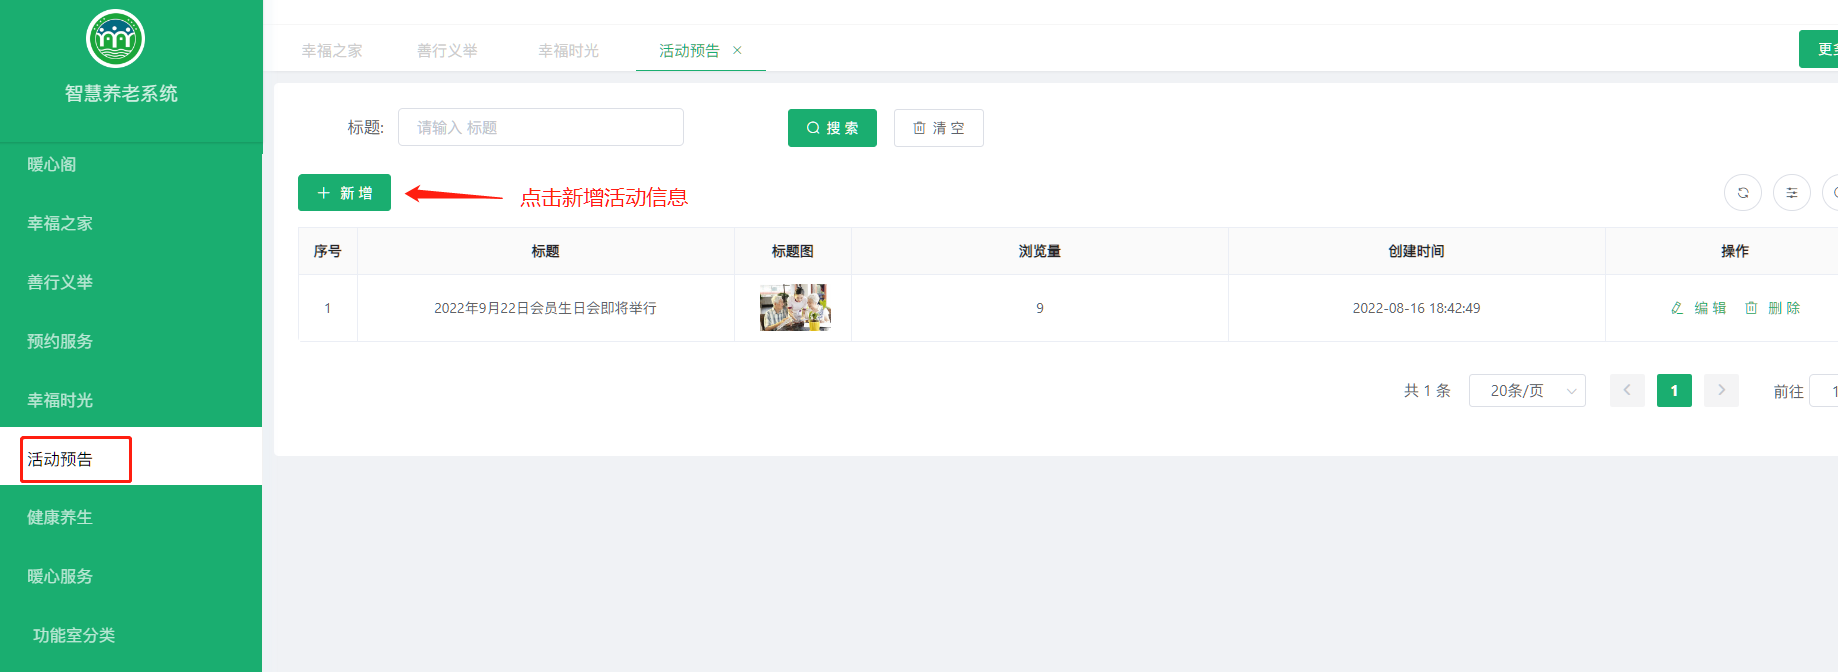 智慧养老系统
暖心阁
幸福之家
善行义举
预约服务
幸福时光
活动预告
健康养生
暖心服务
功能室分类
幸福之家 善行义举 幸福时光 活动预告
标题: 请输入 标题 搜 索 清 空
新 增 点击新增活动信息
序号 标题 标题图 浏览量 创建时间 操作
1 2022年9月22日会员生日会即将举行 9 2022-08-16 18:42:49 编 辑 删 除
共 1 条 20条/页 1 前往 1